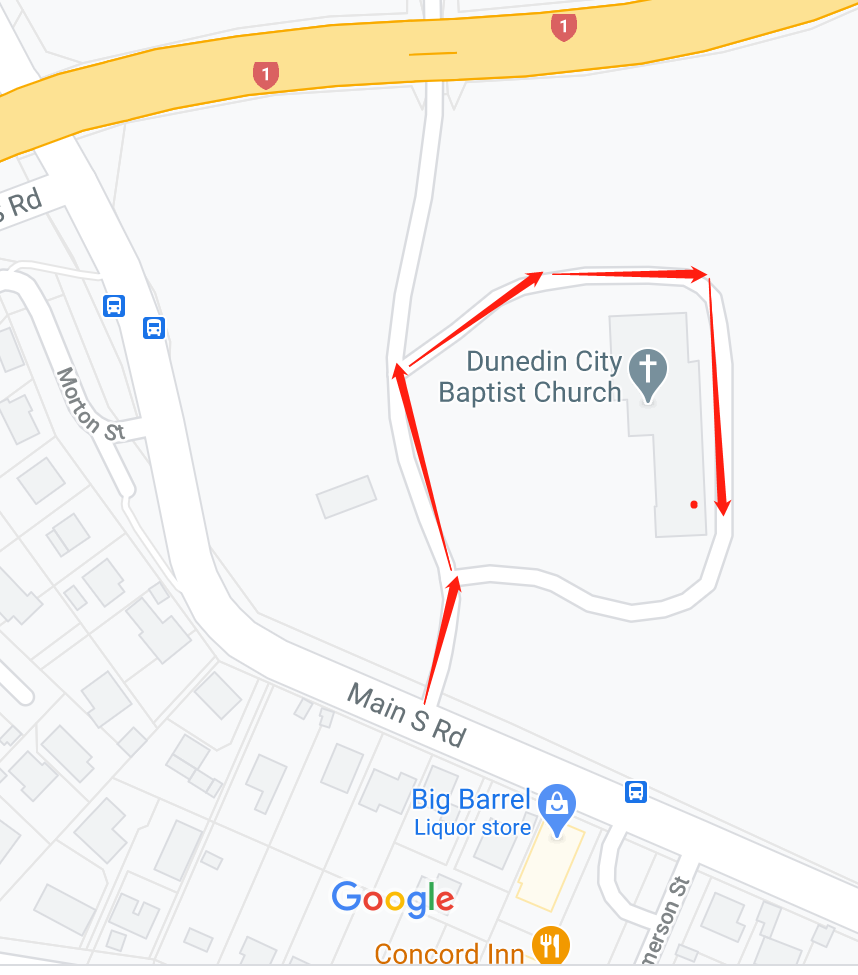 1
1
S Rd
Morton St
Dunedin City
Baptist Church
Main S Rd
Big Barrel
Liquor store
Google
merson St
Concord Inn